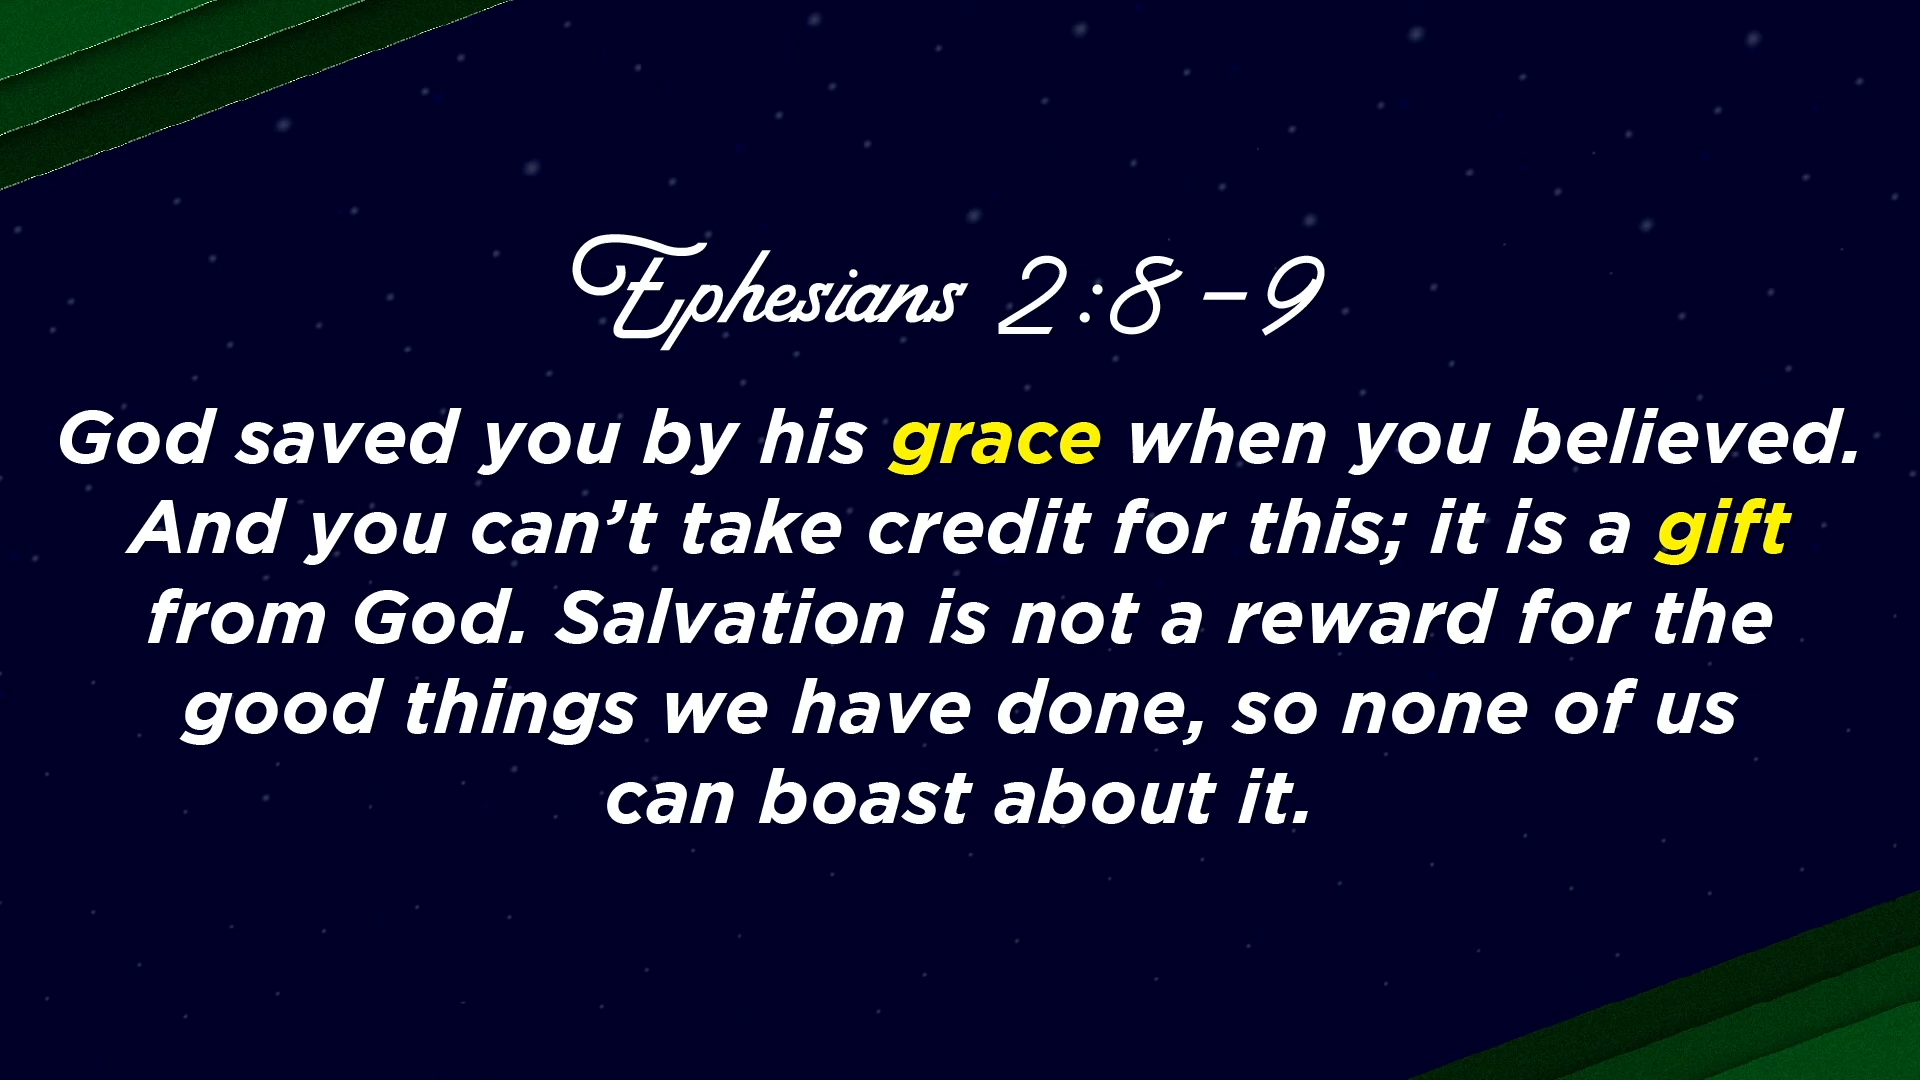 Ephesians 2:8-9
God saved you by his grace when you believed.
And you can’t take credit for this; it is a gift
from God. Salvation is not a reward for the
good things we have done, so none of us
can boast about it.